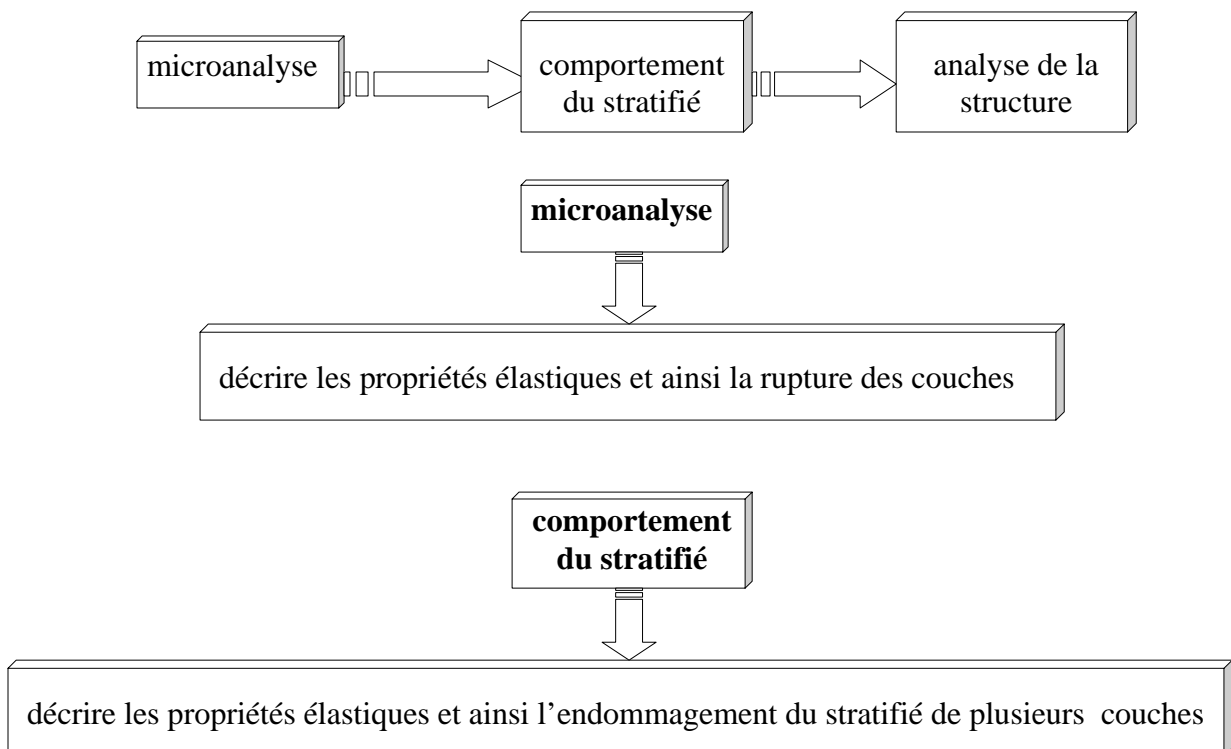 microanalyse
comportement
du stratifié
analyse de la
structure
microanalyse
décrire les propriétés élastiques et ainsi la rupture des couches
comportement
du stratifié
décrire les propriétés élastiques et ainsi l’endommagement du stratifié de plusieurs couches